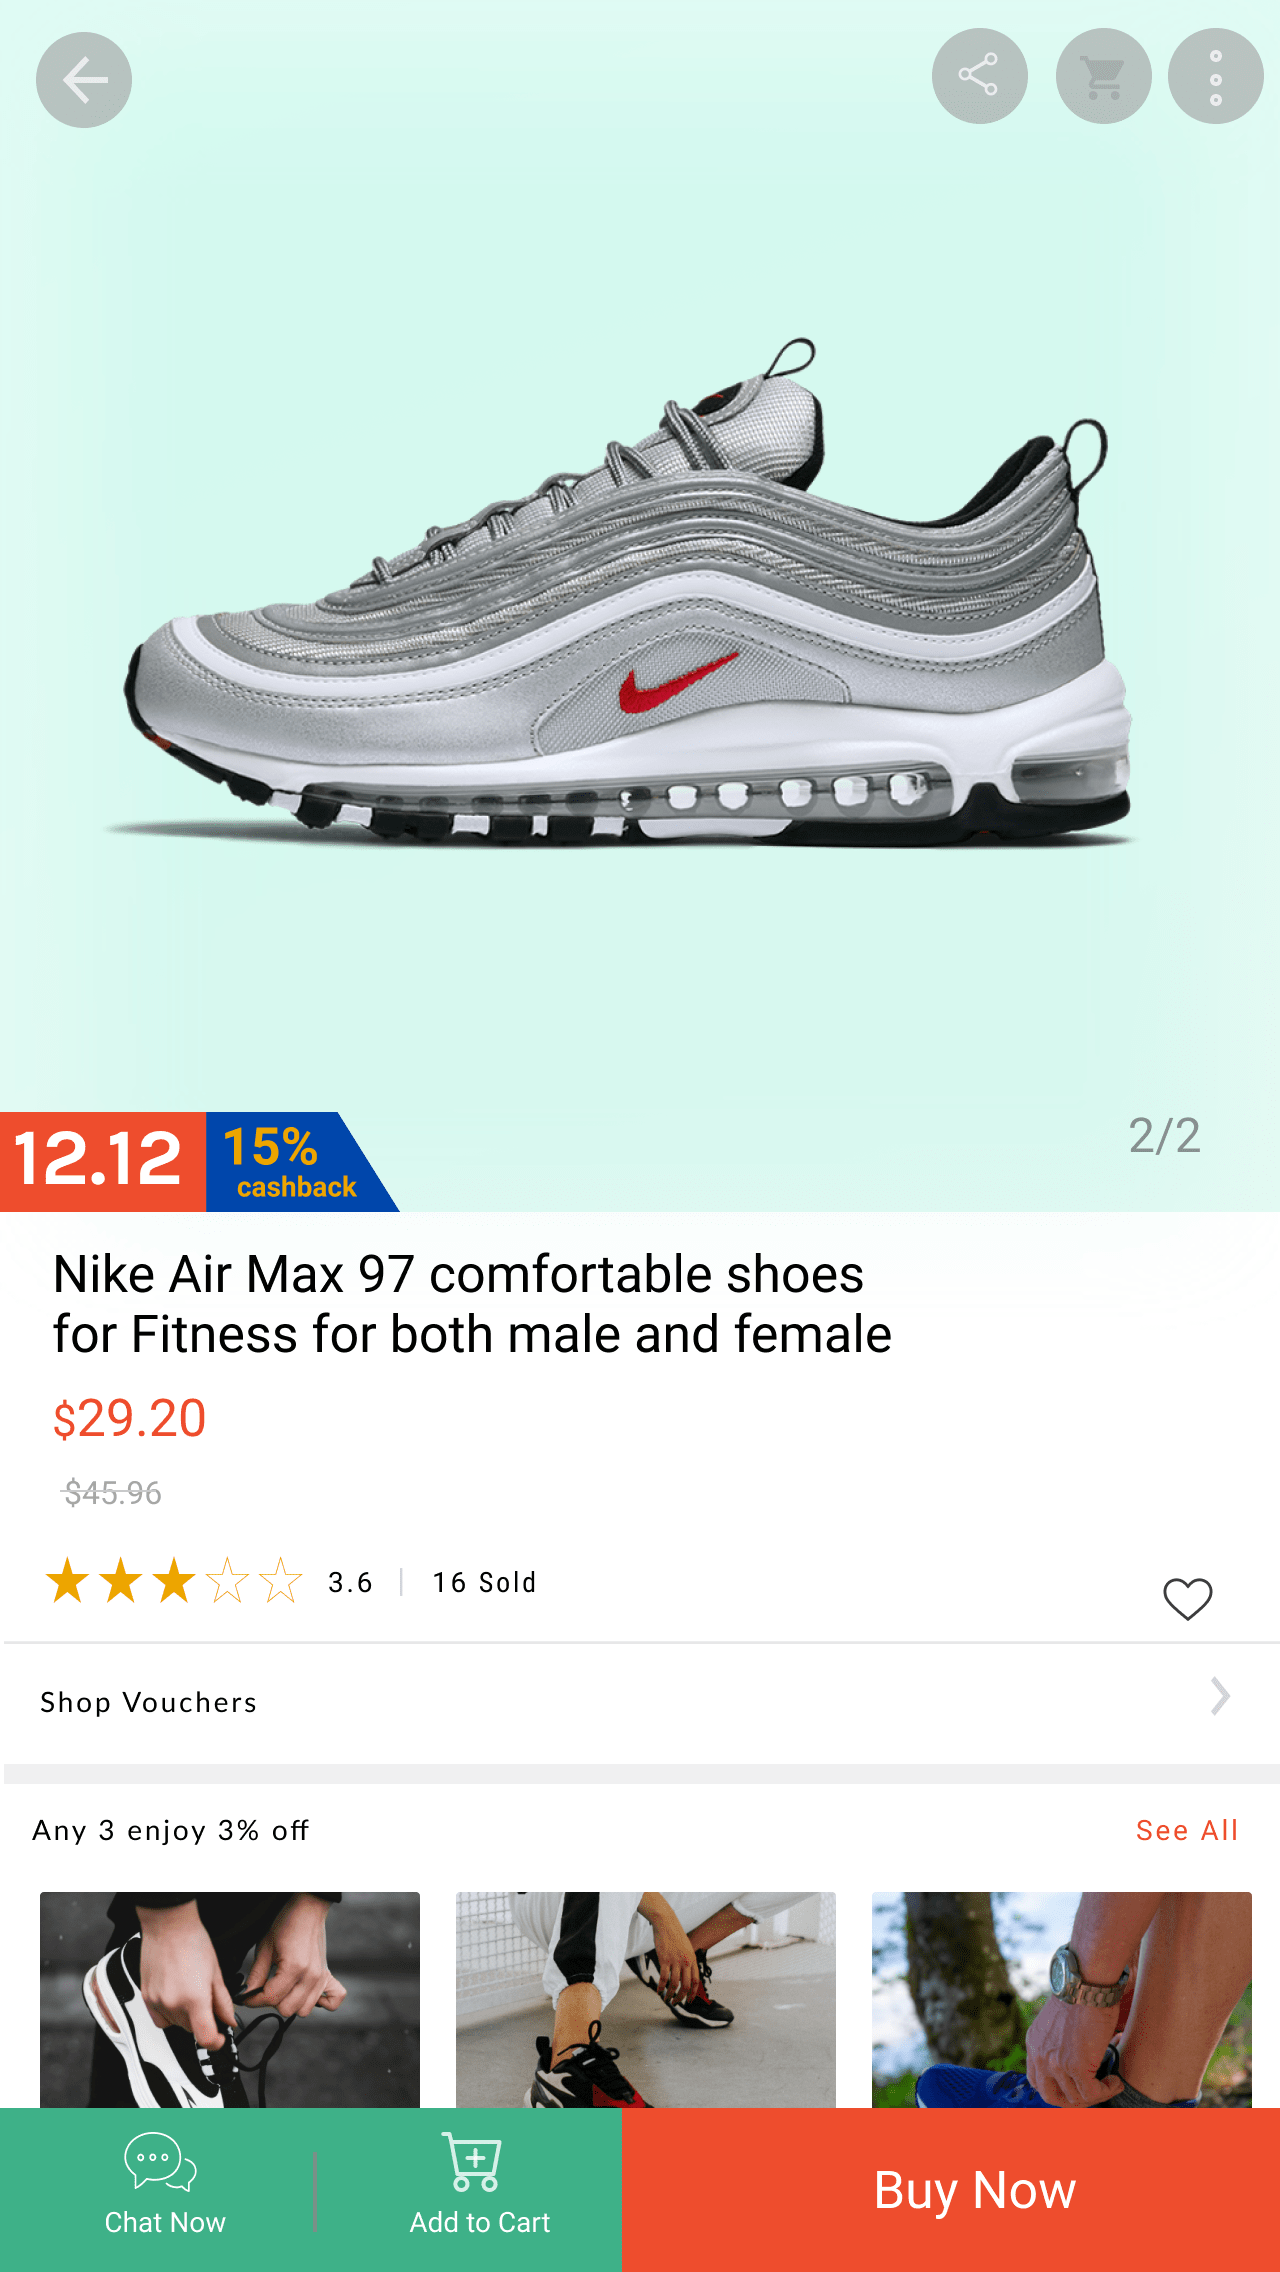 12.12
15%
cashback
2/2
Nike Air Max 97 comfortable shoes
for Fitness for both male and female
$29.20
$45.96
3.6
16 Sold
Shop Vouchers
Any 3 enjoy 3% off
See All
Chat Now
Add to Cart
Buy Now